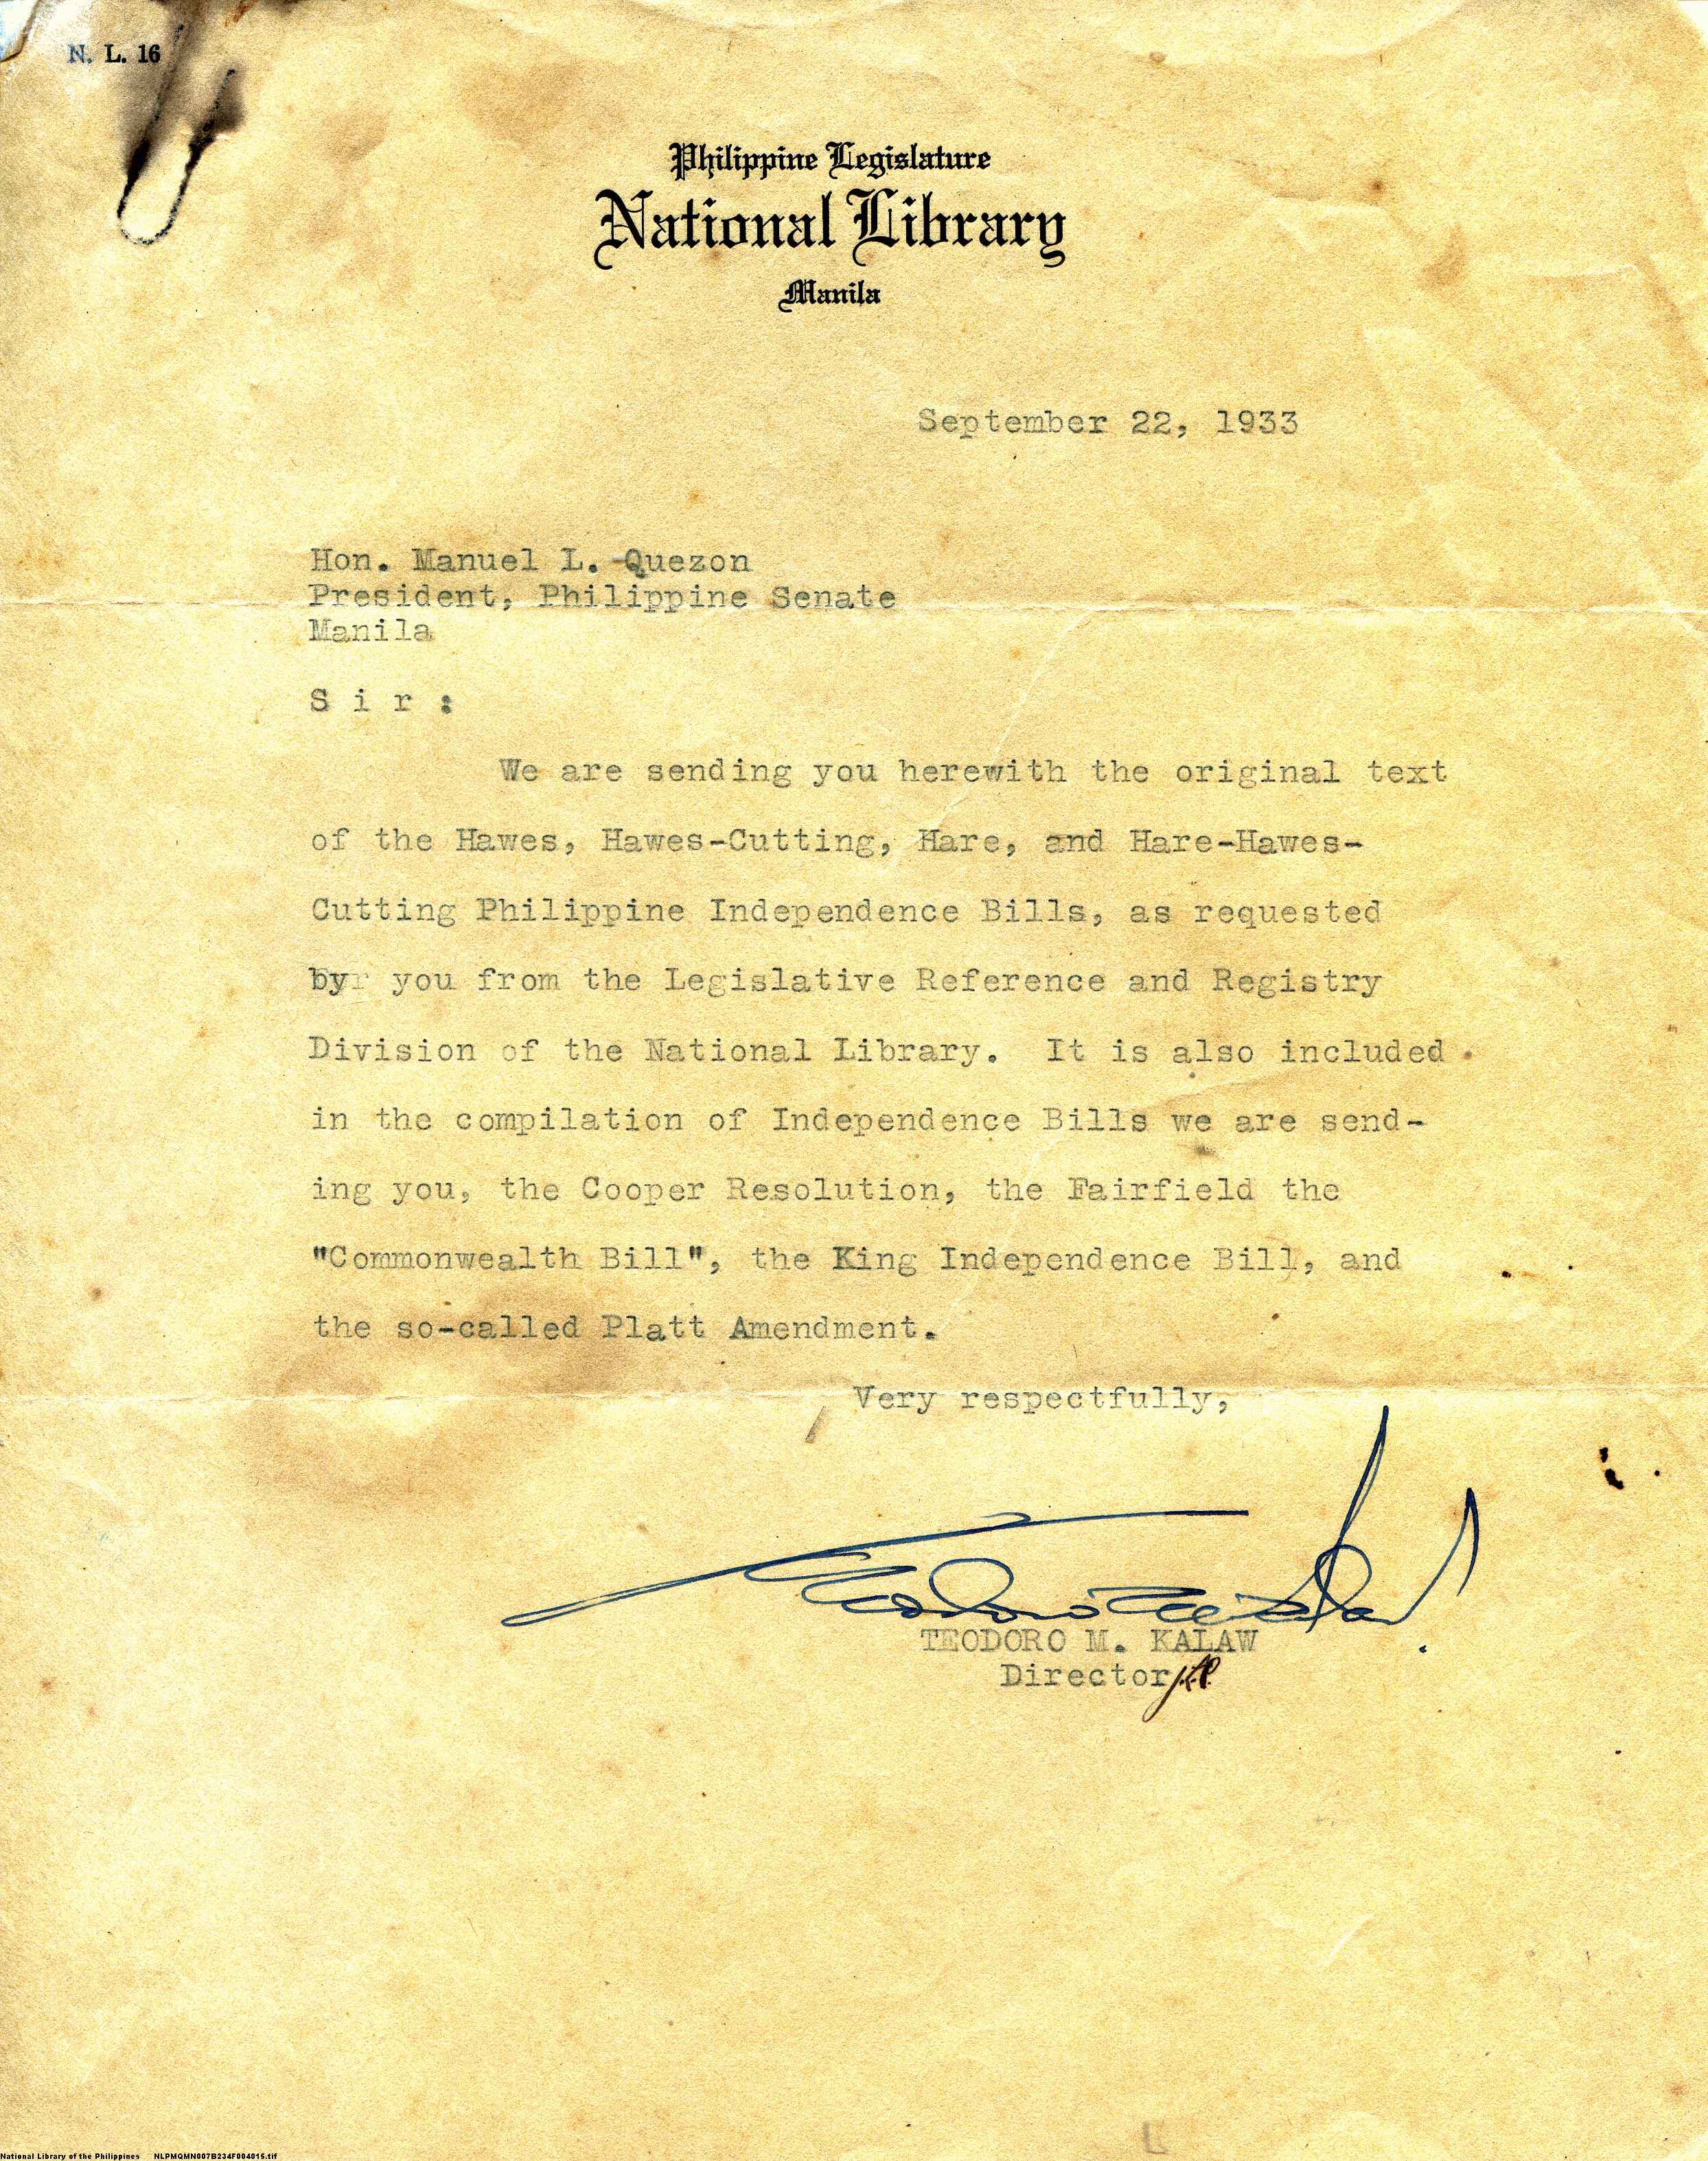 N. L. 16
Philippine Legislature
National Library
Manila
September 22, 1933
Hon. Manuel L. Quezon
President, Philippine Senate
Manila
S i r :
We are sending you herewith the original text
of the Hawes, Hawes-Cutting, Hare, and Hare-Hawes-
Cutting Philippine Independence Bills, as requested
by you from the Legislative Reference and Registry
Division of the National Library. It is also included
in the compilation of Independence Bills we are send-
ing you, the Cooper Resolution, the Fairfield the
"Commonwealth Bill", the King Independence Bill, and
the so-called Platt Amendment.
Very respectfully,
TEODORO M. KALAW
Director
National Library of the Philippines NLPMQMN007B234F004015.tif